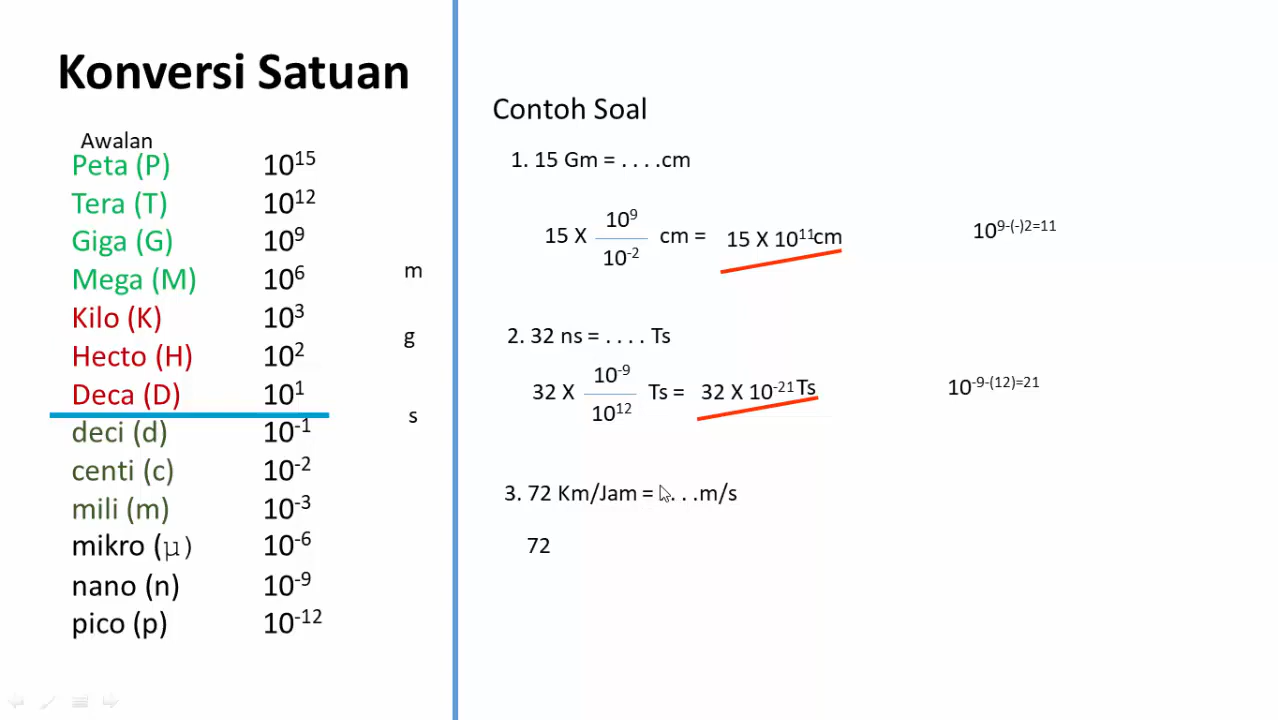 Konversi Satuan
Awalan
Peta (P) 10^15
Tera (T) 10^12
Giga (G) 10^9
Mega (M) 10^6
Kilo (K) 10^3
Hecto (H) 10^2
Deca (D) 10^1
deci (d) 10^-1
centi (c) 10^-2
mili (m) 10^-3
mikro (μ) 10^-6
nano (n) 10^-9
pico (p) 10^-12
m
g
s
Contoh Soal
1. 15 Gm = . . . .cm
15 X 10^9 / 10^-2 cm = 15 X 10^11 cm 10^9-(-)2=11
2. 32 ns = . . . . Ts
32 X 10^-9 / 10^12 Ts = 32 X 10^-21 Ts 10^-9-(12)=21
3. 72 Km/Jam = . . . .m/s
72